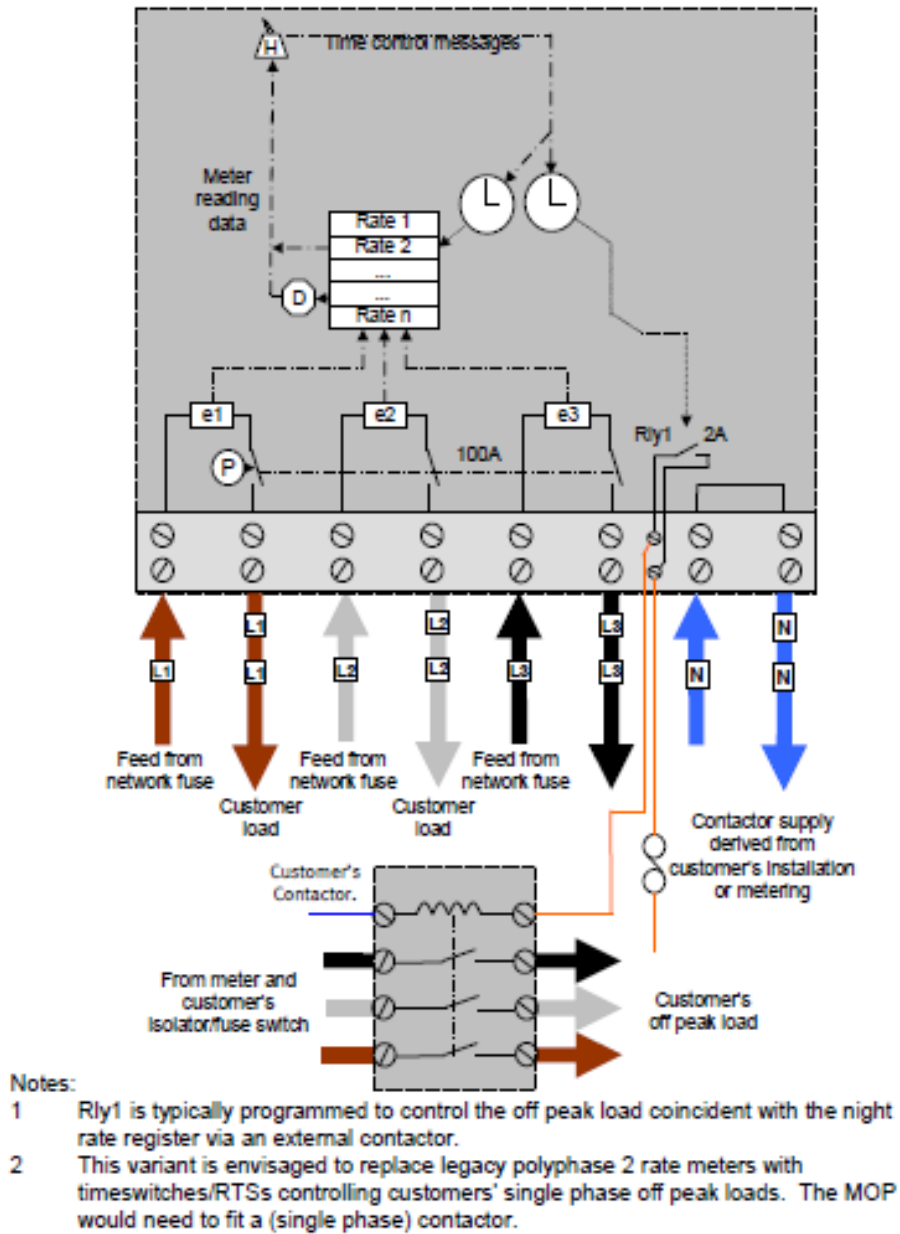 H
Time control messages
Meter
reading
data
Rate 1
Rate 2
...
...
Rate n
D
e1
e2
e3
P
100A
Rly1
2A
L1
L2
L3
N
L1
L1
L2
L2
L3
L3
N
N
Feed from
network fuse
Feed from
network fuse
Feed from
network fuse
Customer
load
Customer
load
Contactor supply
derived from
customer's installation
or metering
Customer's
Contactor.
From meter and
customer's
isolator/fuse switch
Customer's
off peak load
Notes:
1 Rly1 is typically programmed to control the off peak load coincident with the night
rate register via an external contactor.
2 This variant is envisaged to replace legacy polyphase 2 rate meters with
timeswitches/RTSs controlling customers' single phase off peak loads. The MOP
would need to fit a (single phase) contactor.